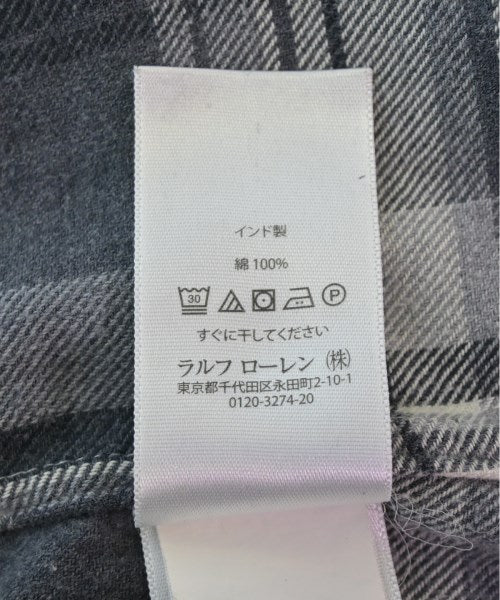 インド製
綿 100%
30 P
すぐに干してください
ラルフ ローレン (株)
東京都千代田区永田町2-10-1
0120-3274-20